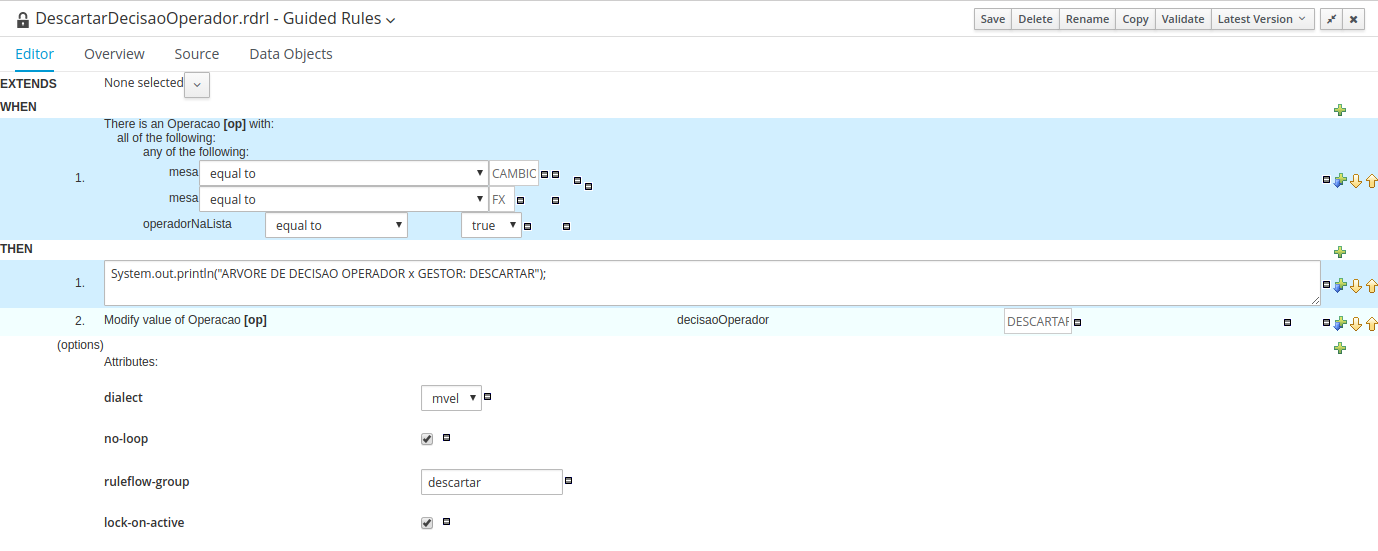 DescartarDecisaoOperador.rdrl - Guided Rules
Save Delete Rename Copy Validate Latest Version
Editor Overview Source Data Objects
EXTENDS None selected
WHEN
There is an Operacao [op] with:
all of the following:
any of the following:
1.
mesa equal to CAMBIO
mesa equal to FX
operadorNaLista equal to true
THEN
1. System.out.println("ARVORE DE DECISAO OPERADOR x GESTOR: DESCARTAR");
2. Modify value of Operacao [op] decisaoOperador DESCARTAR
(options)
Attributes:
dialect mvel
no-loop
ruleflow-group descartar
lock-on-active